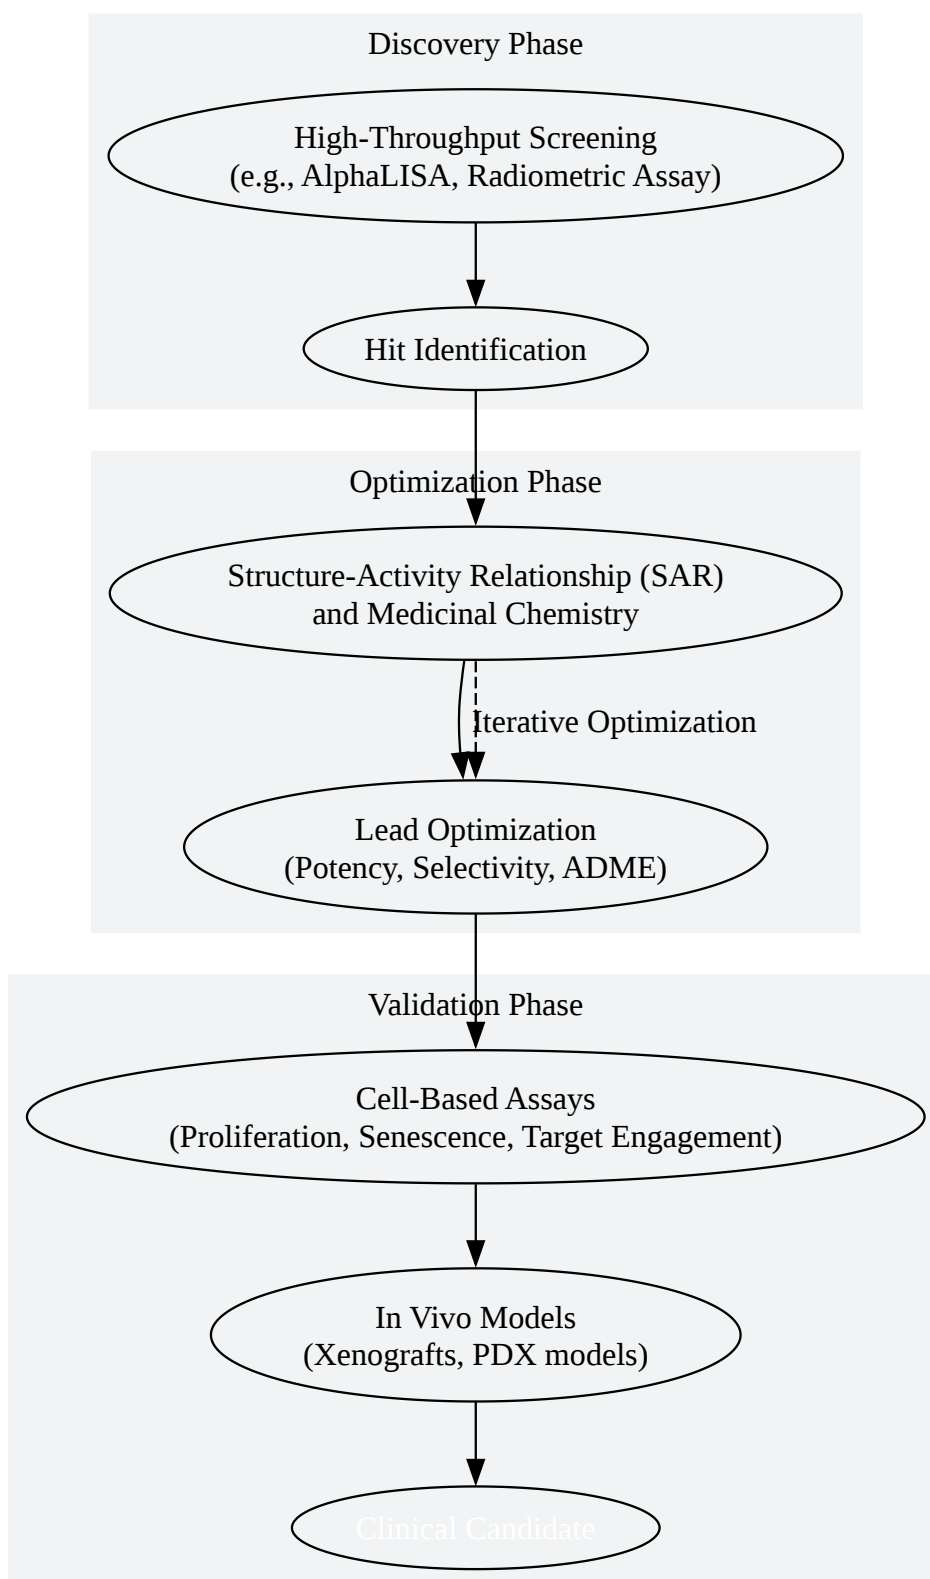 Discovery Phase
High-Throughput Screening
(e.g., AlphaLISA, Radiometric Assay)
Hit Identification
Optimization Phase
Structure-Activity Relationship (SAR)
and Medicinal Chemistry
Iterative Optimization
Lead Optimization
(Potency, Selectivity, ADME)
Validation Phase
Cell-Based Assays
(Proliferation, Senescence, Target Engagement)
In Vivo Models
(Xenografts, PDX models)
Clinical Candidate